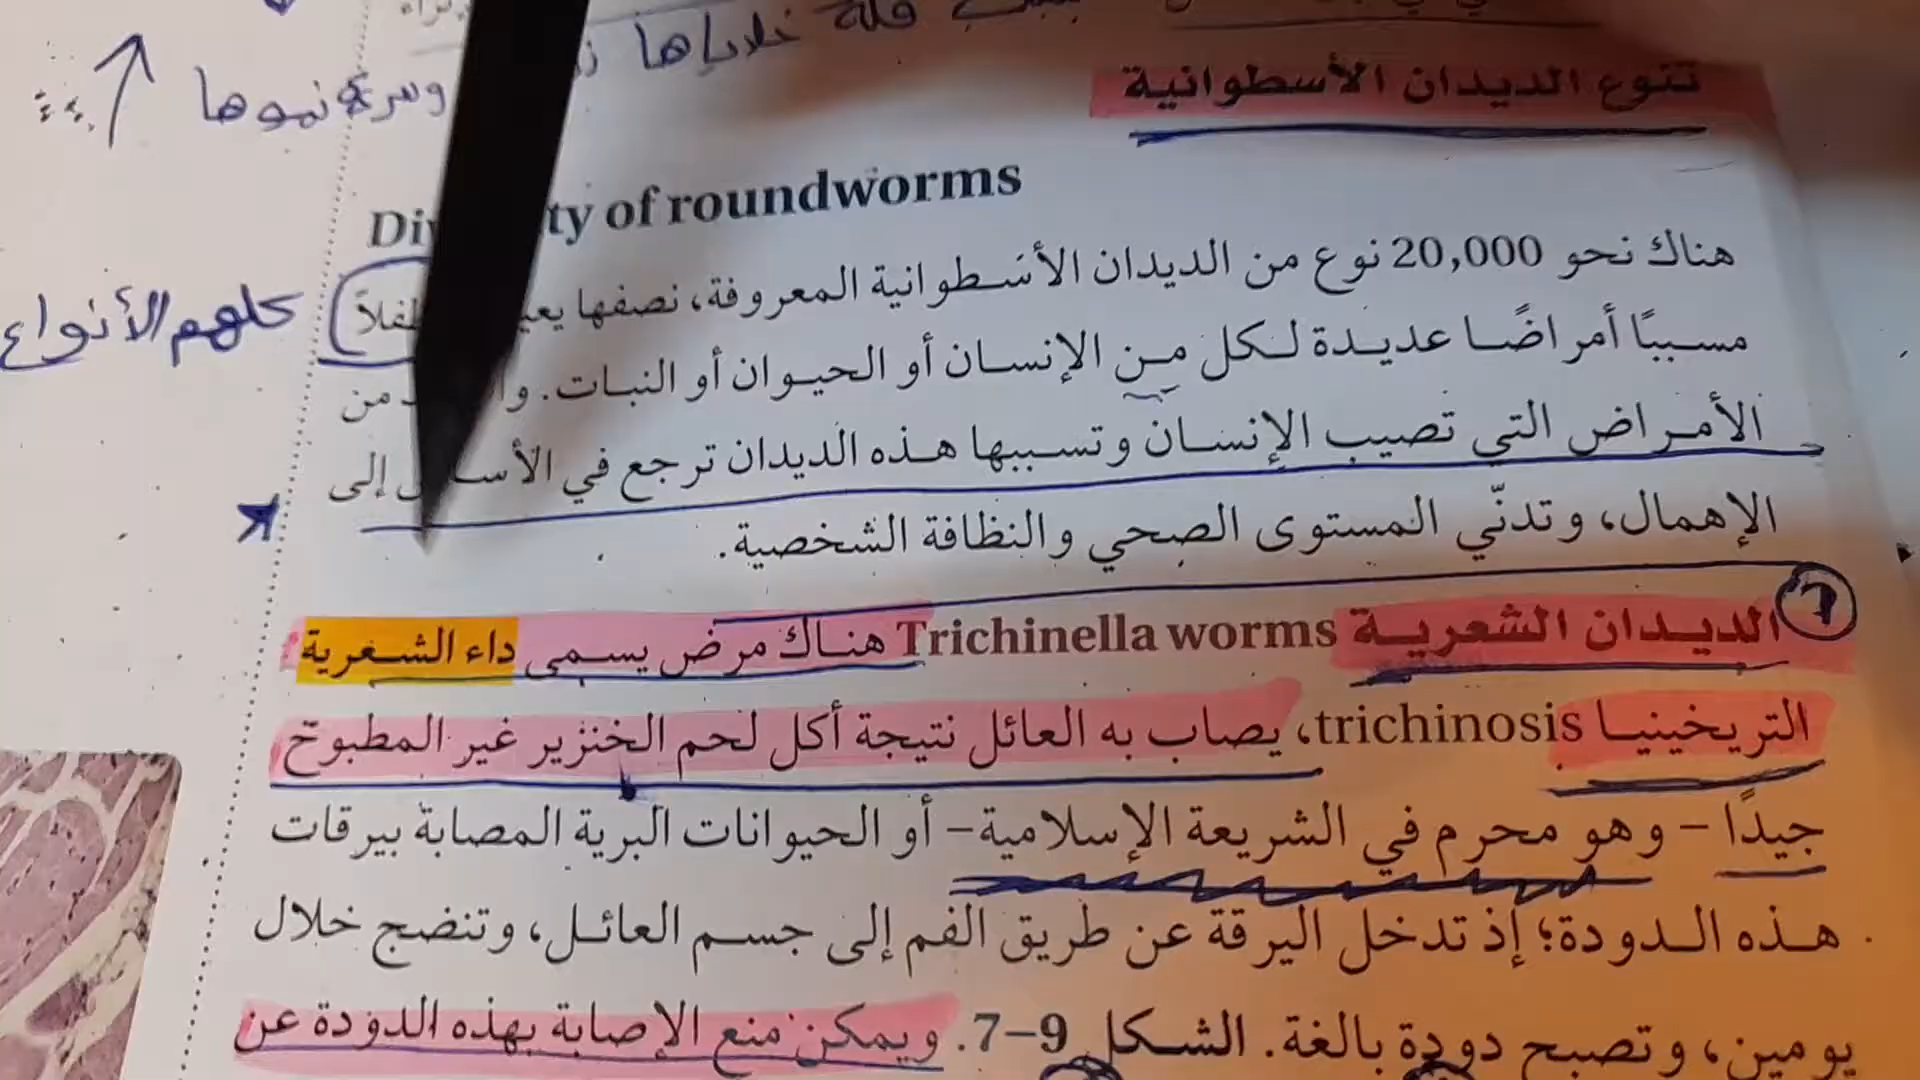 خلاياها
تنوع الديدان الأسطوانية
وسرعة نموها
of roundworms
هناك نحو 20,000 نوع من الديدان الأسطوانية المعروفة، نصفها
كلهم الأنواع
مسببًا أمراضًا عديدة لكل من الإنسان أو الحيوان أو النبات. من
الأمراض التي تصيب الإنسان وتسببها هذه الديدان ترجع في إلى
الإهمال، وتدنّي المستوى الصحي والنظافة الشخصية.
الديدان الشعرية Trichinella worms هناك مرض يسمى داء الشعرية
التريخينيا trichinosis، يصاب به العائل نتيجة أكل لحم الخنزير غير المطبوخ
جيدًا – وهو محرم في الشريعة الإسلامية– أو الحيوانات البرية المصابة بيرقات
هذه الدودة؛ إذ تدخل اليرقة عن طريق الفم إلى جسم العائل، وتنضج خلال
يومين، وتصبح دودة بالغة. الشكل 9–7. ويمكن منع الإصابة بهذه الدودة عن